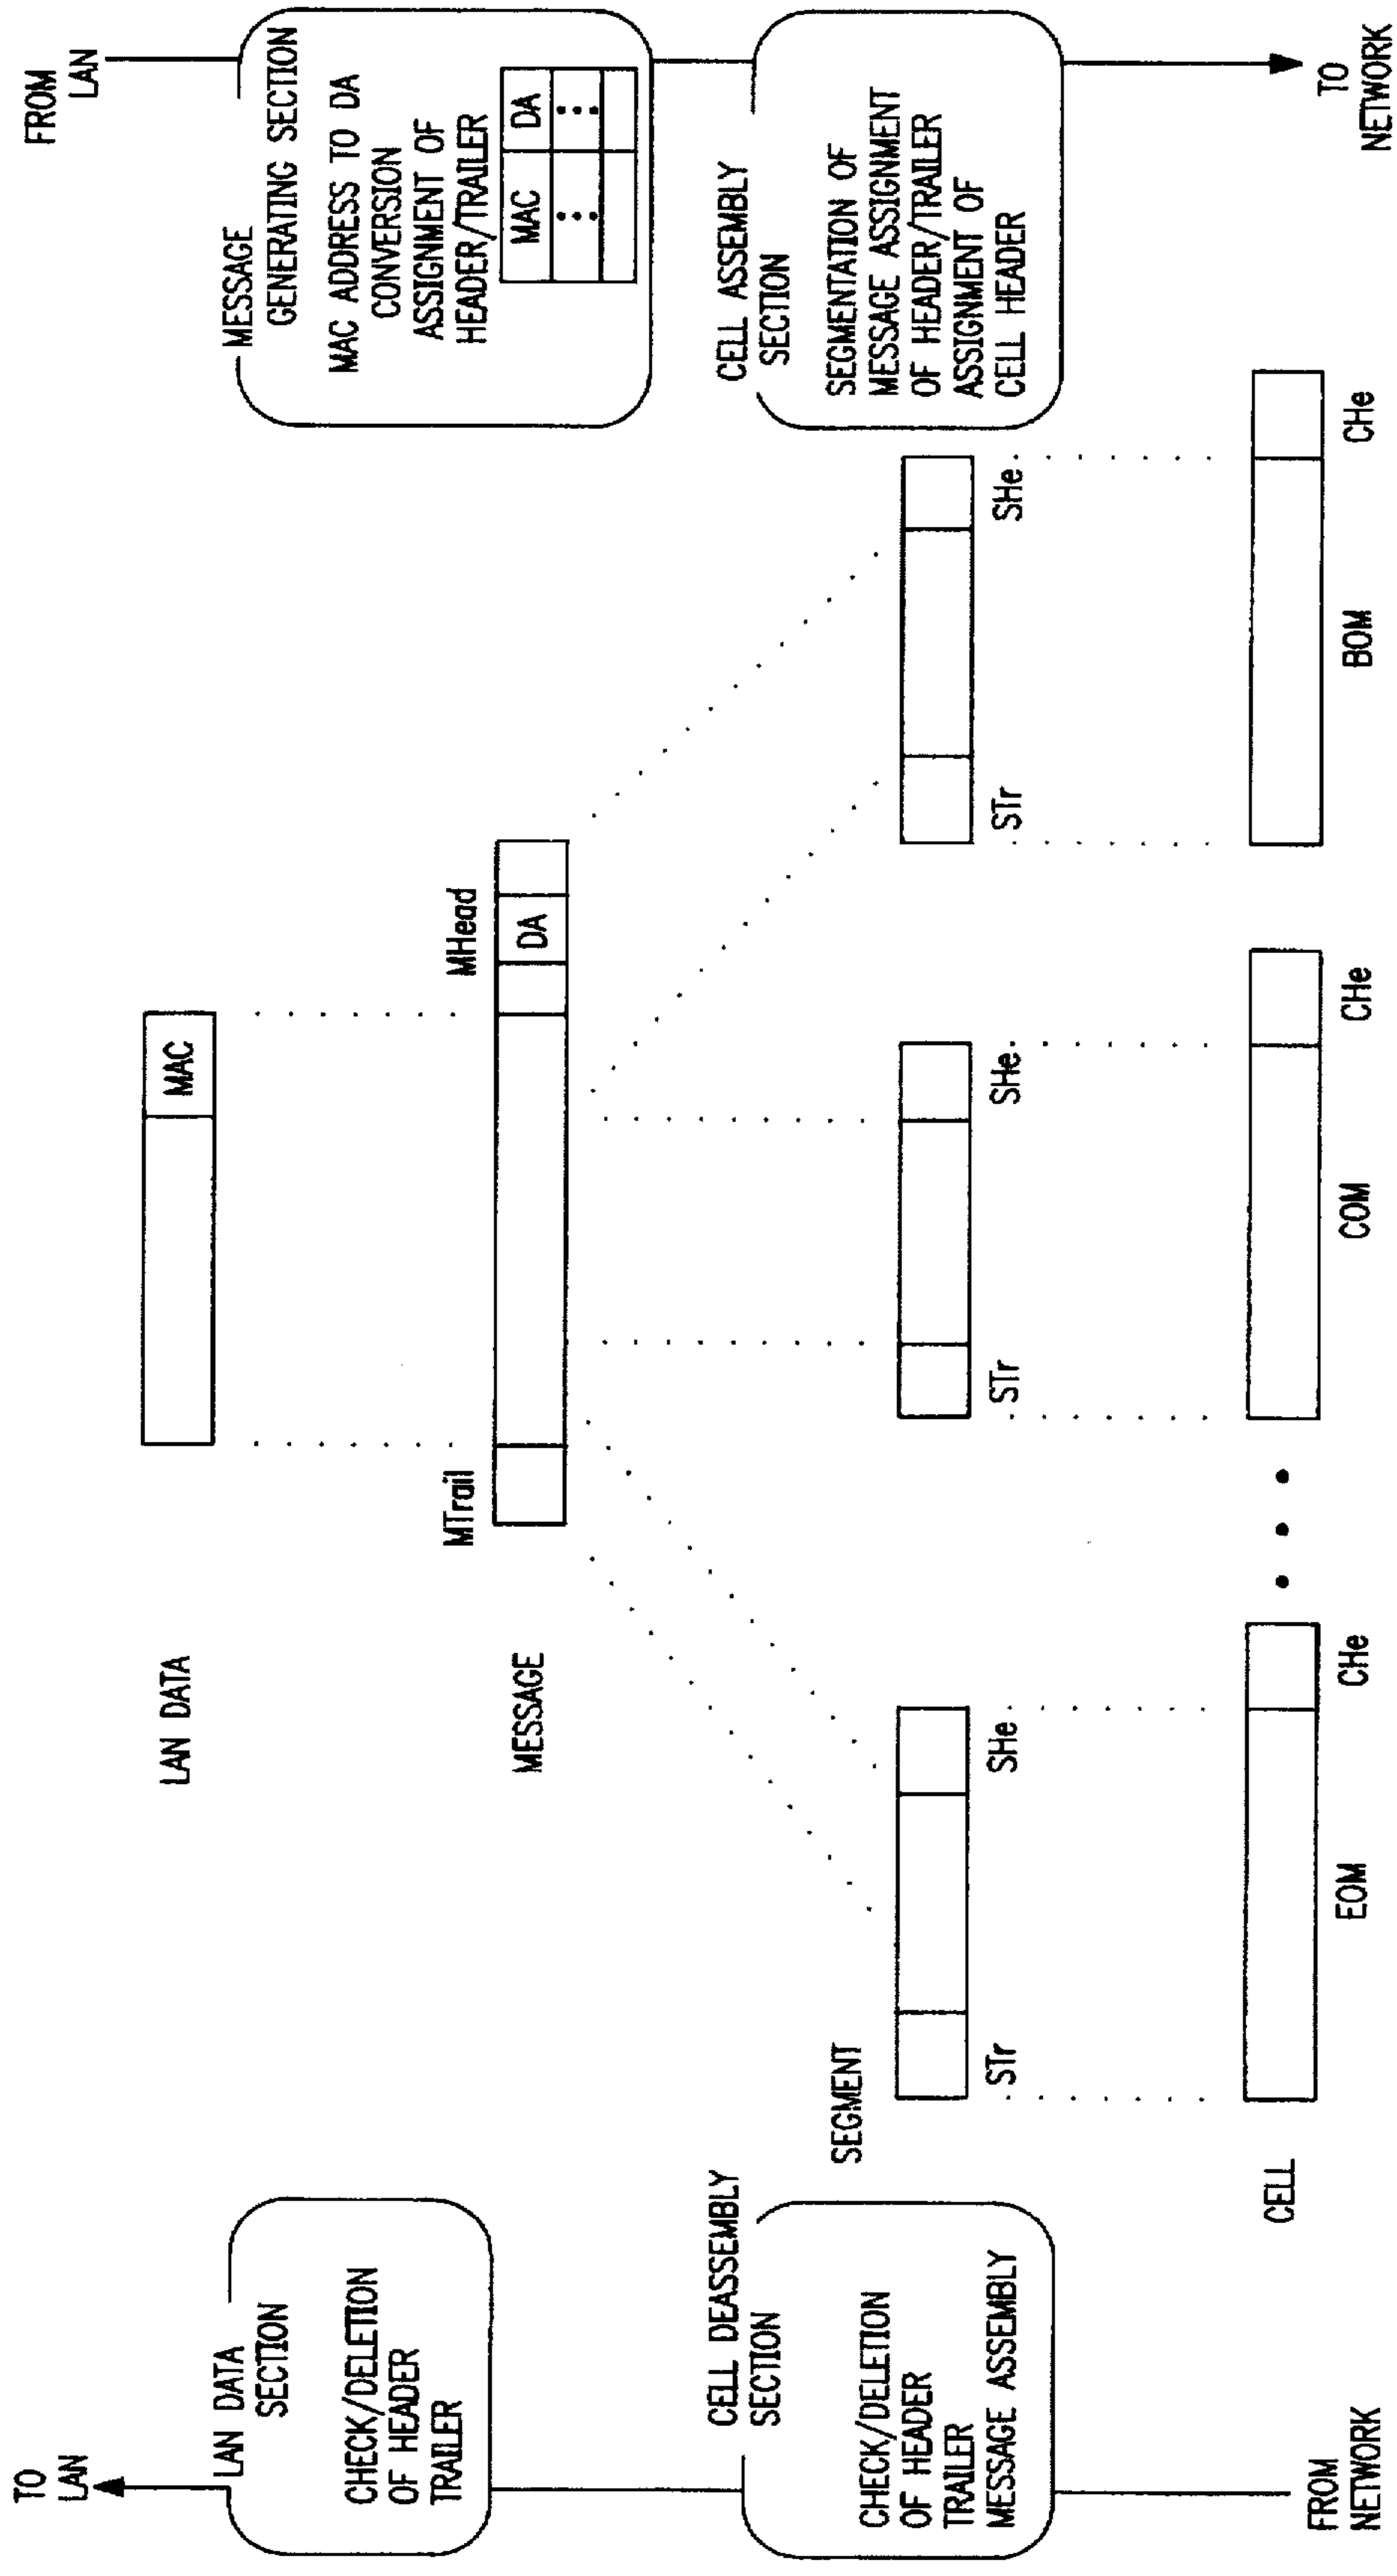 TO
LAN
LAN DATA
SECTION
CHECK/DELETION
OF HEADER
TRAILER
CELL DEASSEMBLY
SECTION
CHECK/DELETION
OF HEADER
TRAILER
MESSAGE ASSEMBLY
FROM
NETWORK
LAN DATA
MAC
MESSAGE
MTrail
MHead
DA
SEGMENT
STr
SHe
STr
SHe
STr
SHe
CELL
EOM
CHe
COM
CHe
BOM
CHe
FROM
LAN
MESSAGE
GENERATING SECTION
MAC ADDRESS TO DA
CONVERSION
ASSIGNMENT OF
HEADER/TRAILER
MAC DA
CELL ASSEMBLY
SECTION
SEGMENTATION OF
MESSAGE ASSIGNMENT
OF HEADER/TRAILER
ASSIGNMENT OF
CELL HEADER
TO
NETWORK